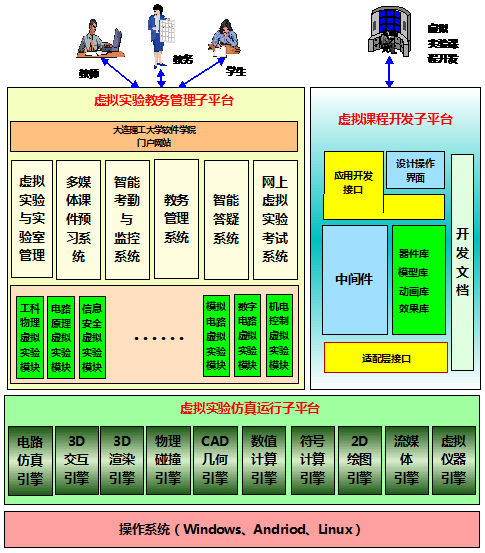 教师
教务
学生
虚拟
实验课
程开发
虚拟实验教务管理子平台
大连理工大学软件学院
门户网站
虚拟
实验
与实
验室
管理
多媒
体课
件预
习系
统
智能
考勤
与
监控
系统
教务
管理
系统
智能
答疑
系统
网上
虚拟
实验
考试
系统
工科
物理
虚拟
实验
模块
电路
原理
虚拟
实验
模块
信息
安全
虚拟
实验
模块
······
模拟
电路
虚拟
实验
模块
数字
电路
虚拟
实验
模块
机电
控制
虚拟
实验
模块
虚拟课程开发子平台
应用开发
接口
设计操作
界面
中间件
器件库
模型库
动画库
效果库
适配层接口
开
发
文
档
虚拟实验仿真运行子平台
电路
仿真
引擎
3D
交互
引擎
3D
渲染
引擎
物理
碰撞
引擎
CAD
几何
引擎
数值
计算
引擎
符号
计算
引擎
2D
绘图
引擎
流媒
体
引擎
虚拟
仪器
引擎
操作系统（Windows、Andriod、Linux）